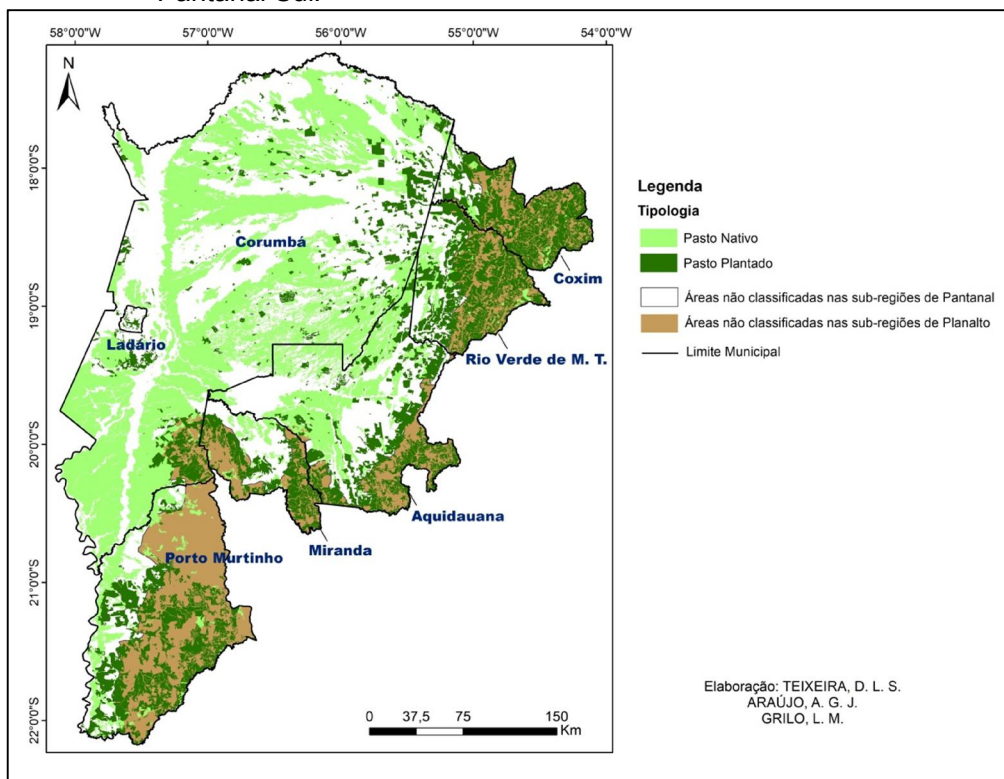 Pantanal Sul.
58°0'0"W 57°0'0"W 56°0'0"W 55°0'0"W 54°0'0"W
N
18°0'0"S
19°0'0"S
20°0'0"S
21°0'0"S
22°0'0"S
Corumbá
Coxim
Ladário
Rio Verde de M. T.
Aquidauana
Miranda
Porto Murtinho
Legenda
Tipologia
Pasto Nativo
Pasto Plantado
Áreas não classificadas nas sub-regiões de Pantanal
Áreas não classificadas nas sub-regiões de Planalto
Limite Municipal
0 37,5 75 150
Km
Elaboração: TEIXEIRA, D. L. S.
ARAÚJO, A. G. J.
GRILO, L. M.